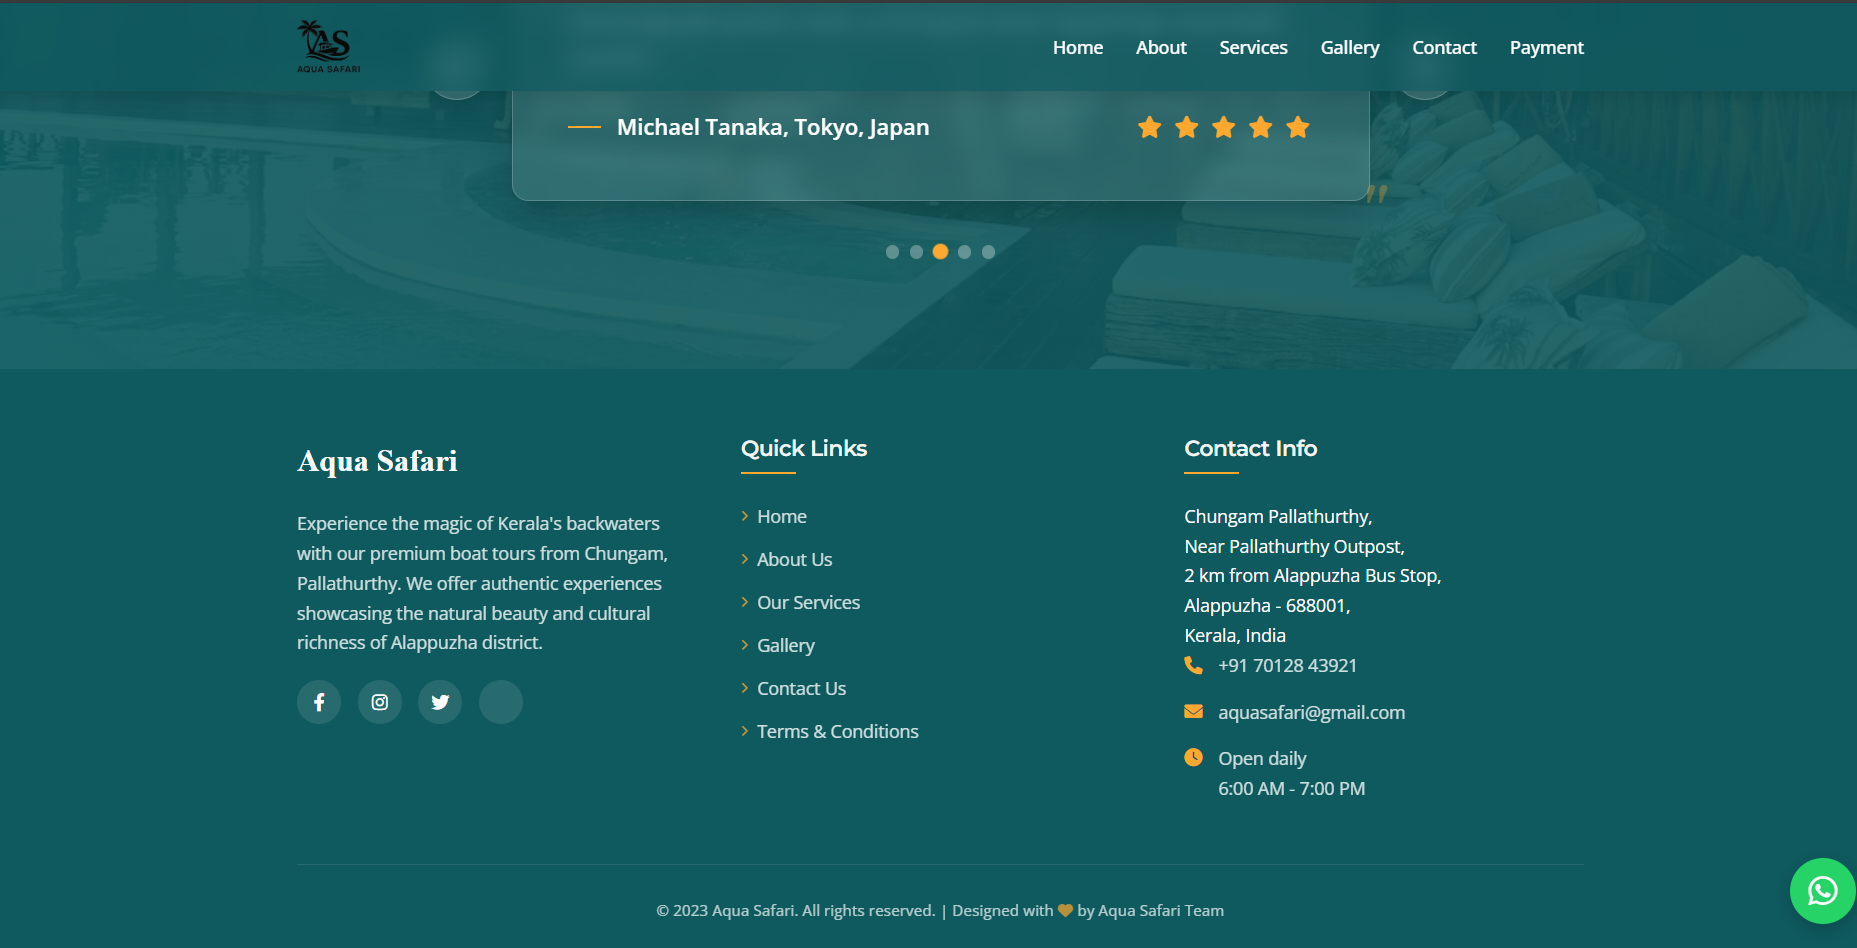 AS
AQUA SAFARI
Home About Services Gallery Contact Payment
Michael Tanaka, Tokyo, Japan
"
Aqua Safari
Experience the magic of Kerala's backwaters
with our premium boat tours from Chungam,
Pallathurthy. We offer authentic experiences
showcasing the natural beauty and cultural
richness of Alappuzha district.
Quick Links
Home
About Us
Our Services
Gallery
Contact Us
Terms & Conditions
Contact Info
Chungam Pallathurthy,
Near Pallathurthy Outpost,
2 km from Alappuzha Bus Stop,
Alappuzha - 688001,
Kerala, India
+91 70128 43921
aquasafari@gmail.com
Open daily
6:00 AM - 7:00 PM
© 2023 Aqua Safari. All rights reserved. | Designed with 🧡 by Aqua Safari Team